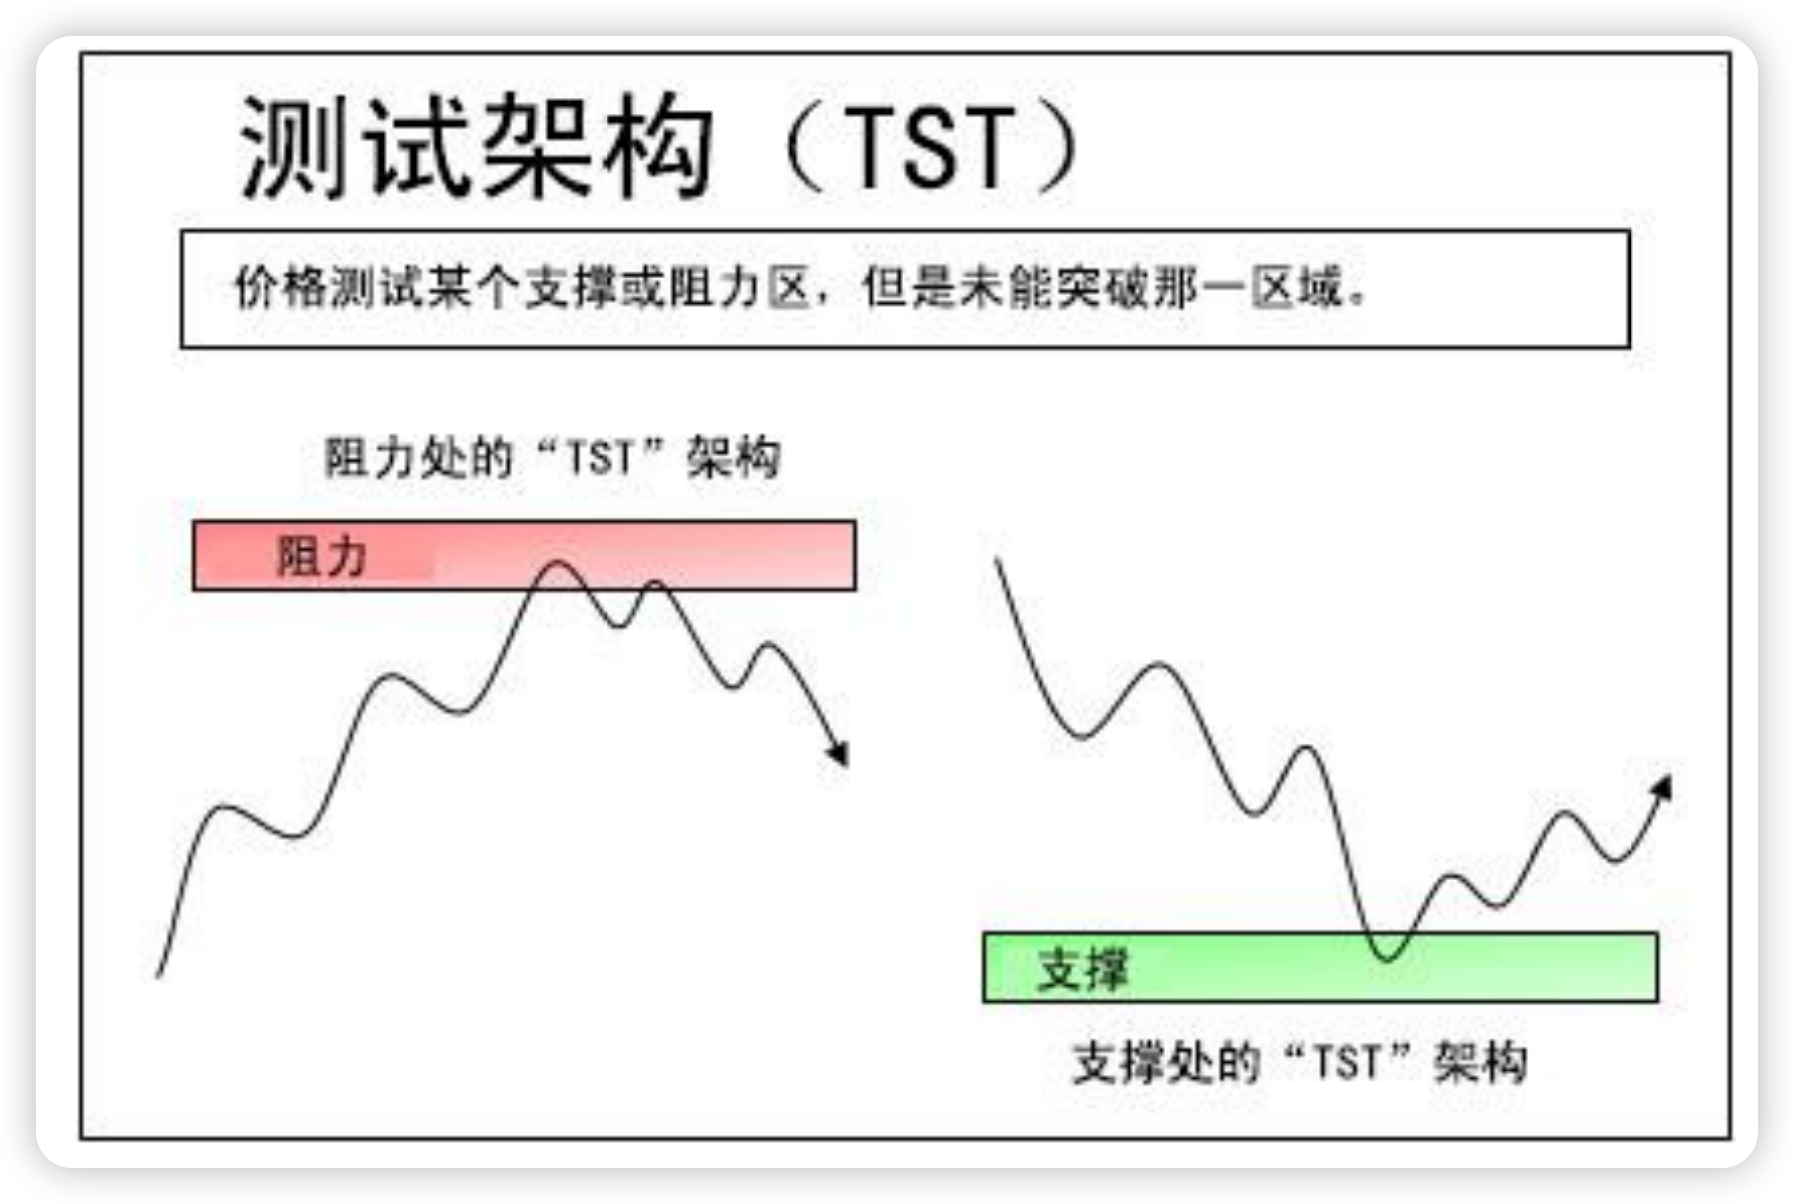 测试架构（TST）
价格测试某个支撑或阻力区，但是未能突破那一区域。
阻力处的“TST”架构
阻力
支撑
支撑处的“TST”架构